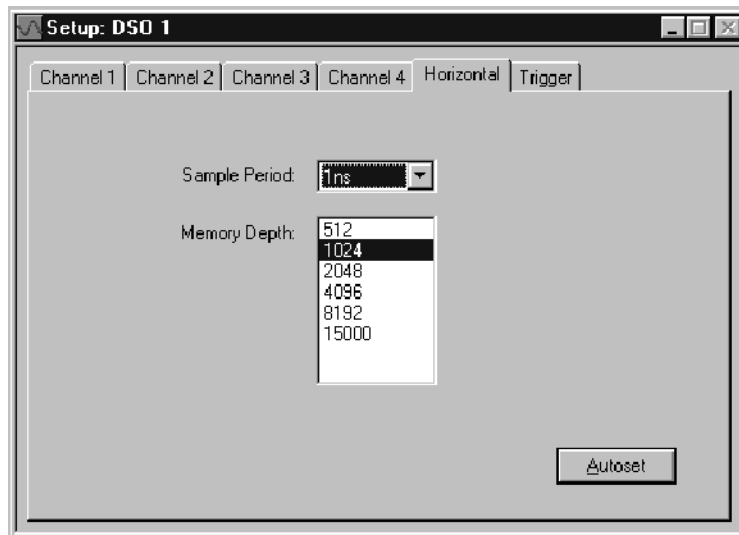 Setup: DSO 1
Channel 1 Channel 2 Channel 3 Channel 4 Horizontal Trigger
Sample Period: 1ns
Memory Depth: 512
1024
2048
4096
8192
15000
Autoset